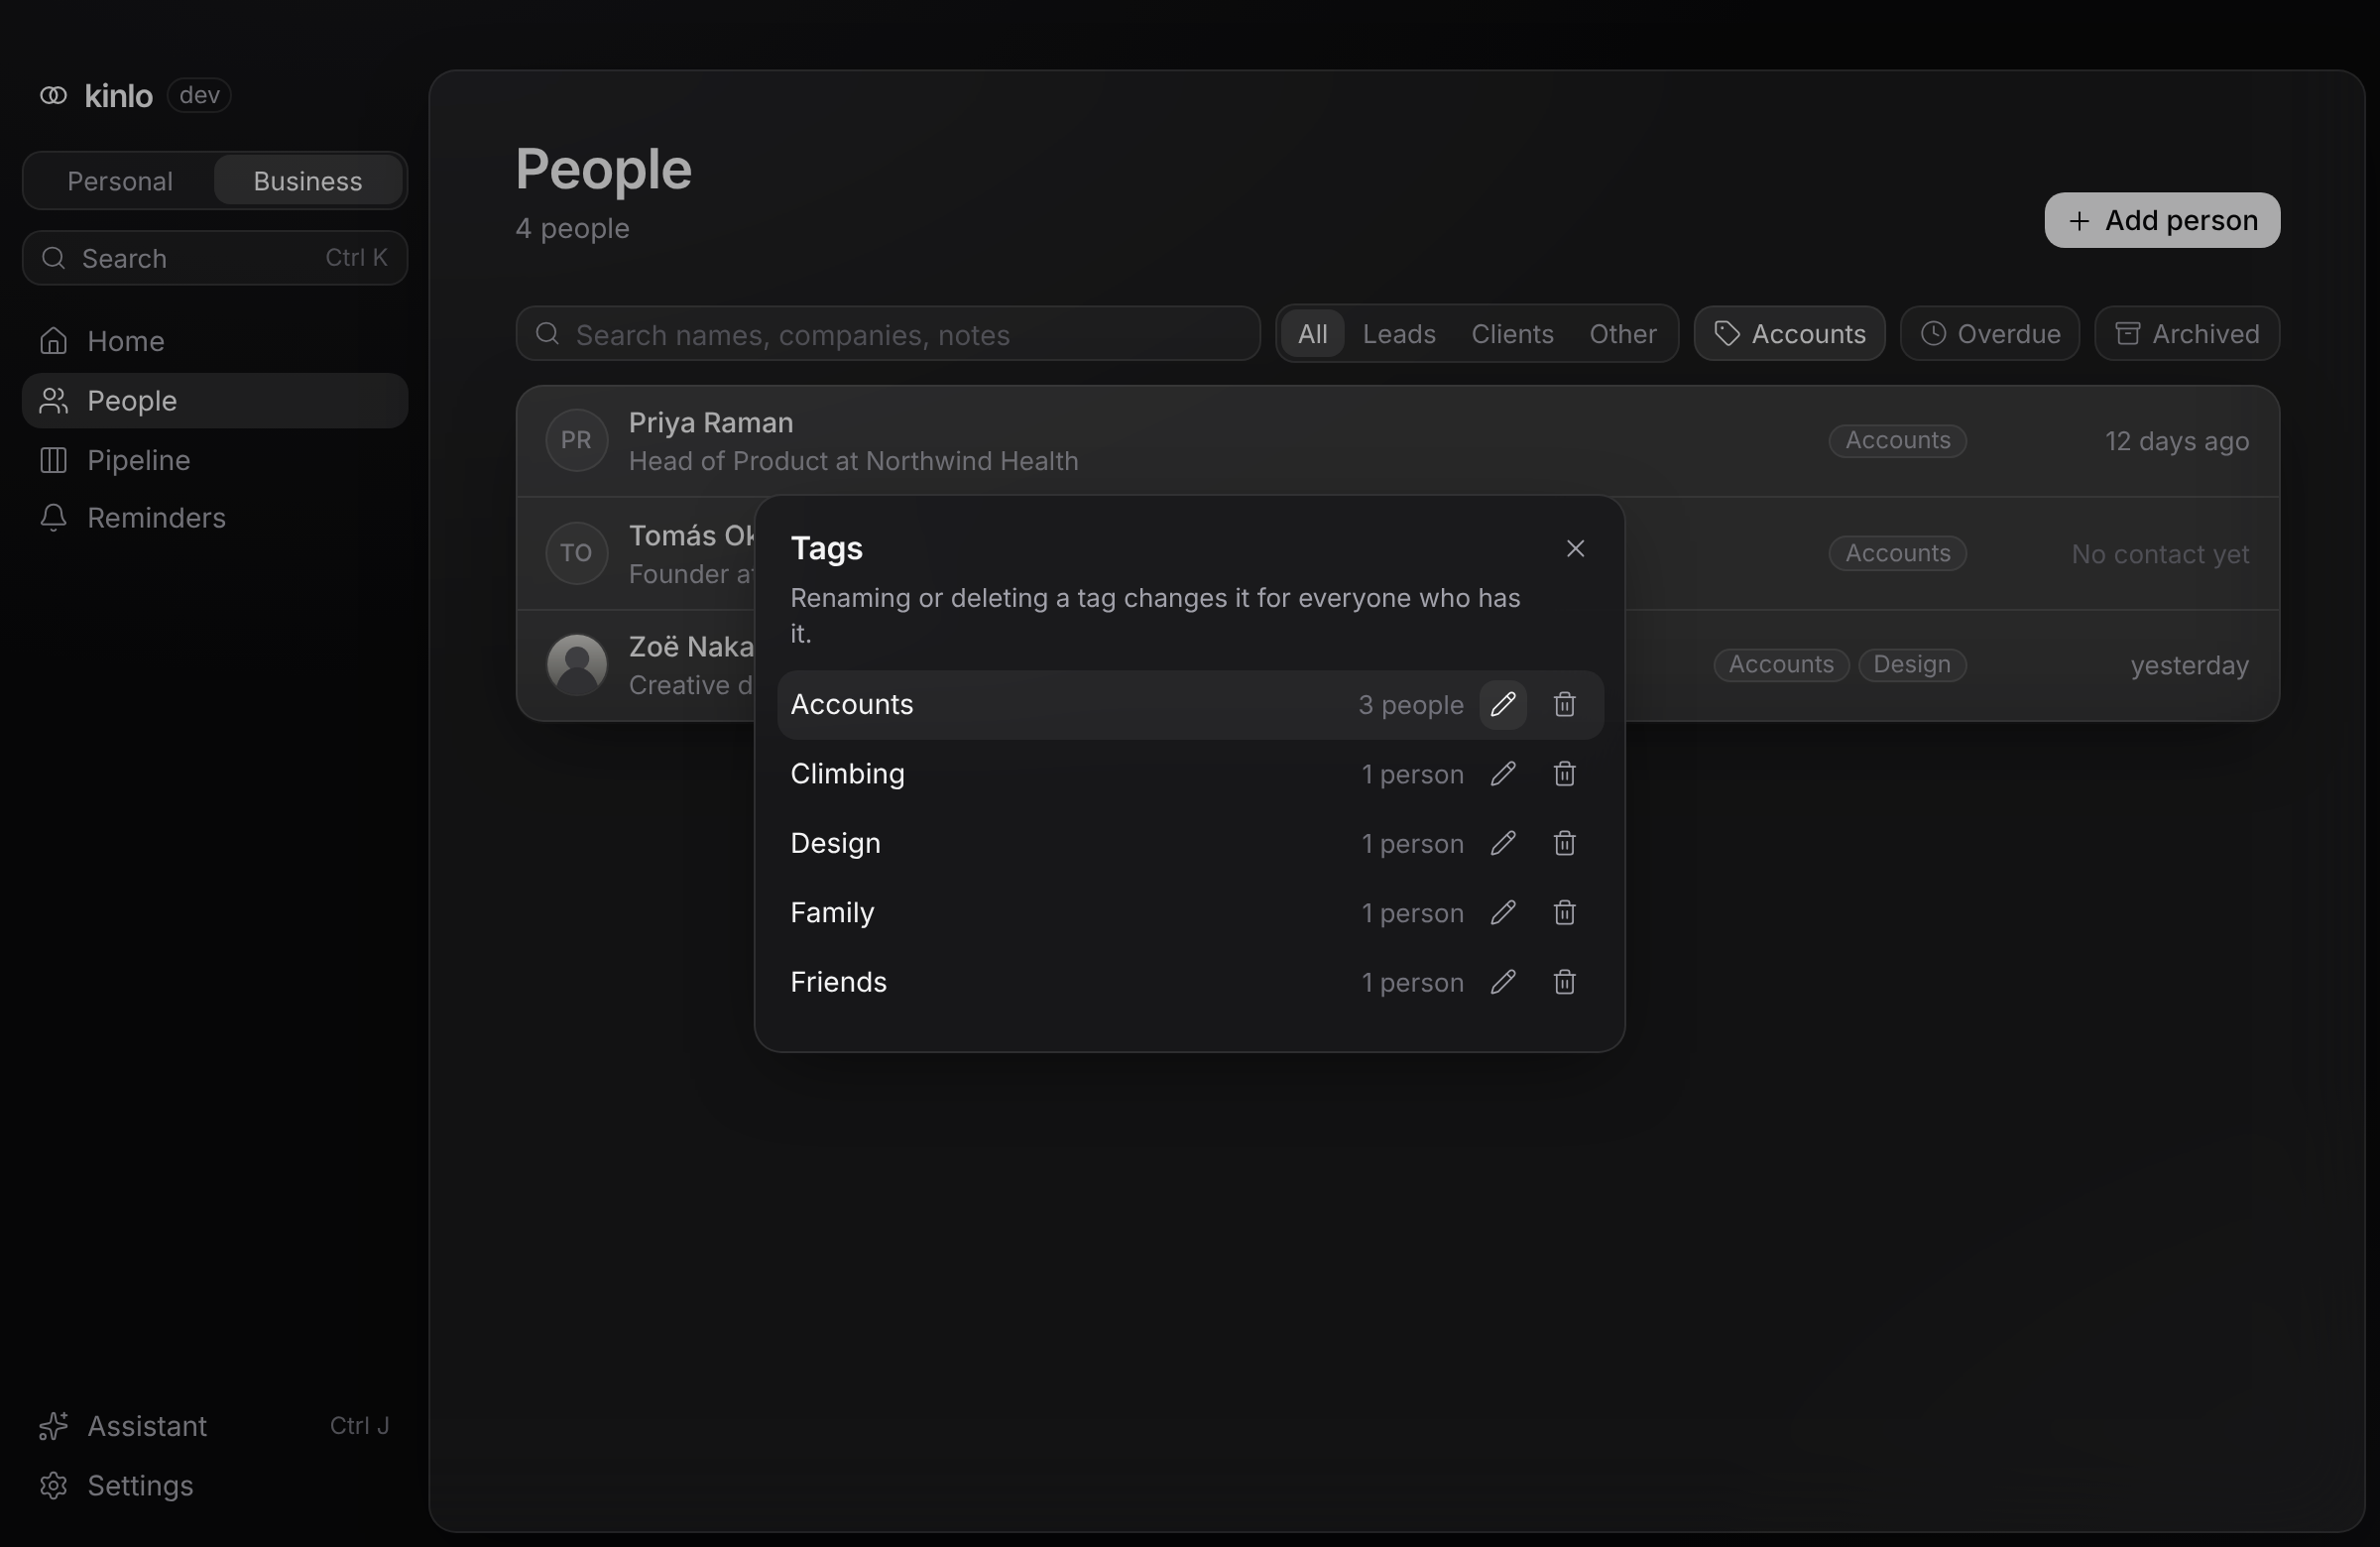 kinlo dev
Personal Business
Search Ctrl K
Home
People
Pipeline
Reminders
Assistant Ctrl J
Settings
People
4 people
Add person
Search names, companies, notes
All Leads Clients Other Accounts Overdue Archived
PR Priya Raman
Head of Product at Northwind Health
Accounts 12 days ago
TO Tomás
Founder
Accounts No contact yet
Zoë
Creative
Accounts Design yesterday
Tags
Renaming or deleting a tag changes it for everyone who has
it.
Accounts 3 people
Climbing 1 person
Design 1 person
Family 1 person
Friends 1 person